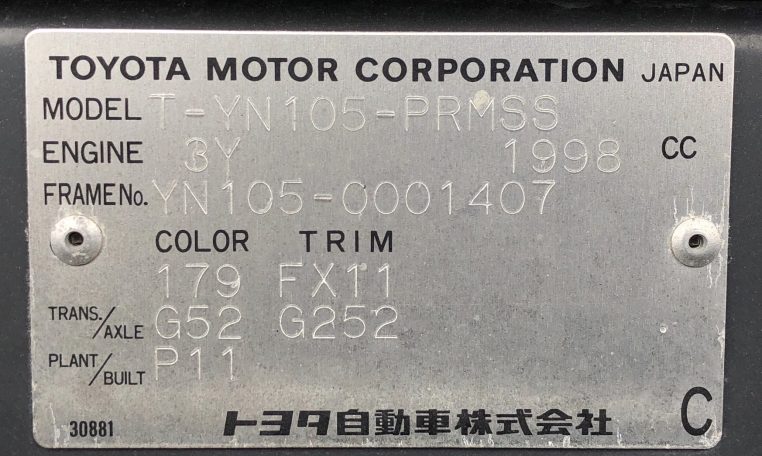 TOYOTA MOTOR CORPORATION JAPAN
MODEL T-YN105-PRMSS
ENGINE 3Y 1998 CC
FRAME No. YN105-0001407
COLOR TRIM
179 FX11
TRANS./AXLE G52 G252
PLANT/BUILT P11
30881 トヨタ自動車株式会社 C